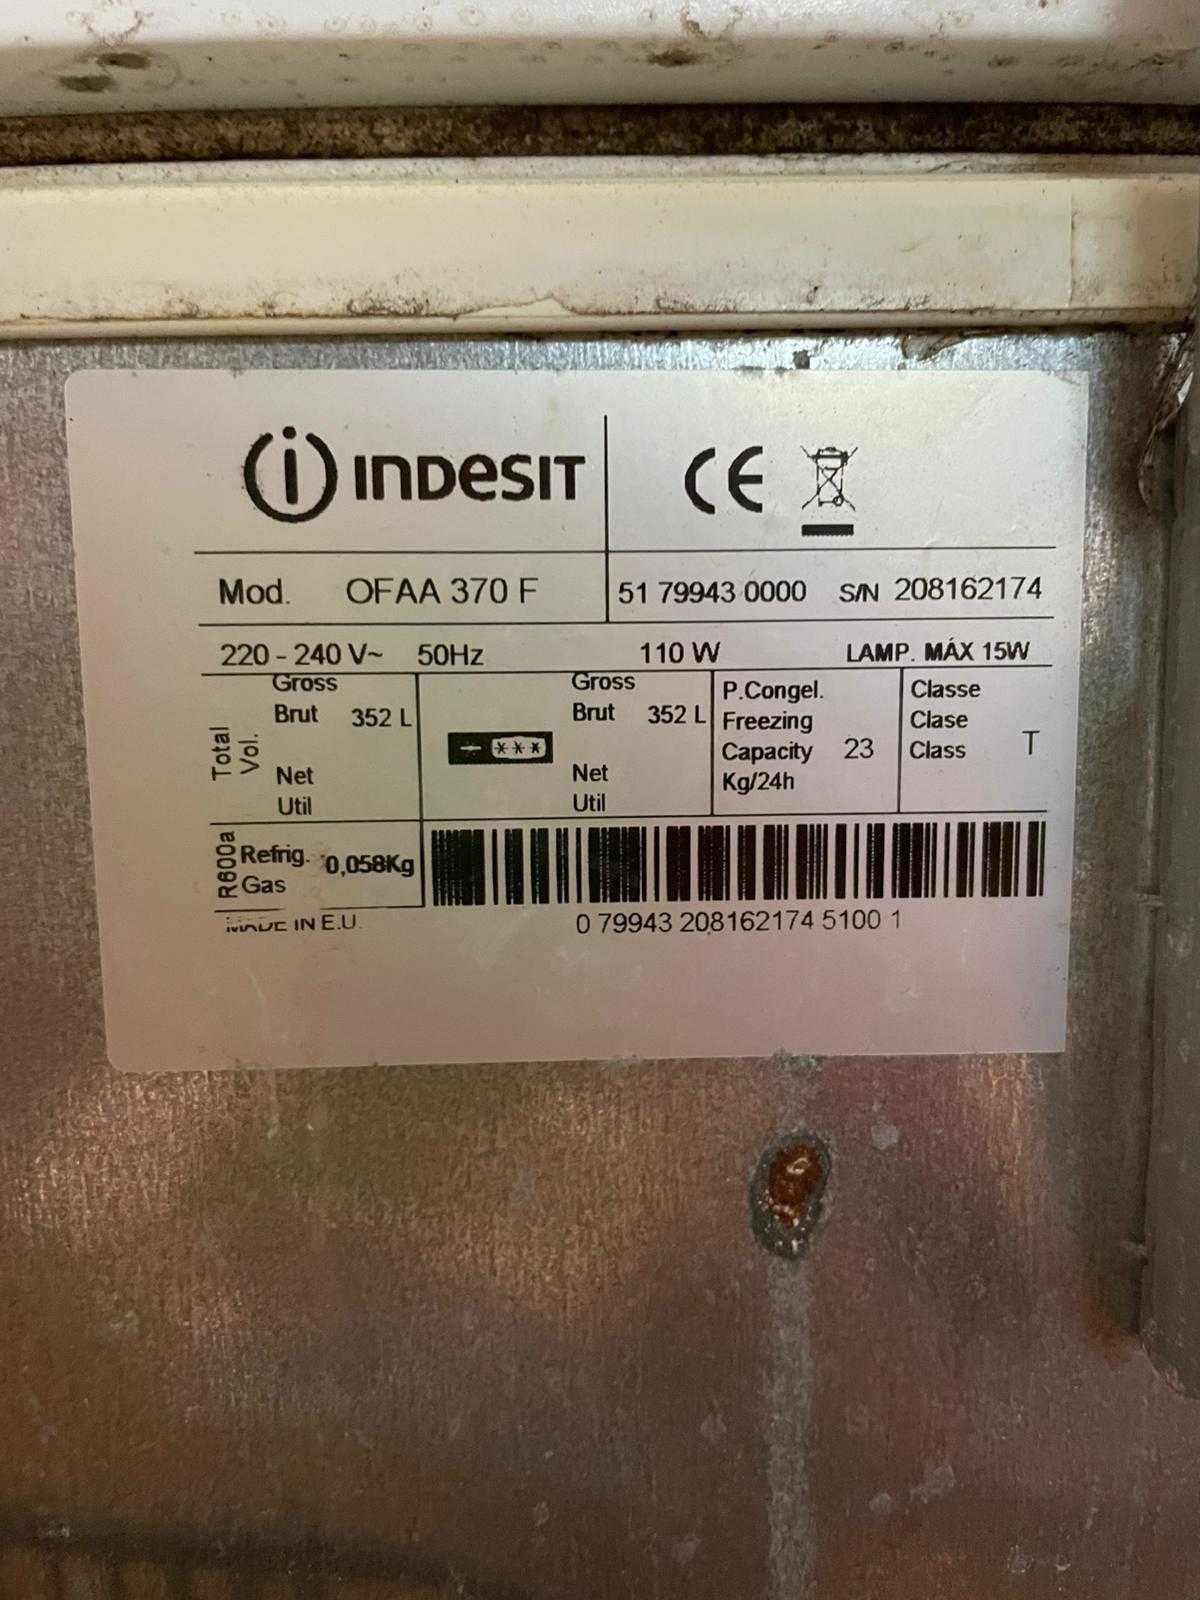 INDESIT CE
Mod. OFAA 370 F 51 79943 0000 S/N 208162174
220 - 240 V~ 50Hz 110 W LAMP. MÁX 15W
Total Vol.
Gross
Brut 352 L
Net
Util
***
Gross
Brut 352 L
Net
Util
P.Congel.
Freezing
Capacity 23
Kg/24h
Classe
Clase
Class T
R600a
Refrig. 0,058Kg
Gas
MADE IN E.U.
0 79943 208162174 5100 1